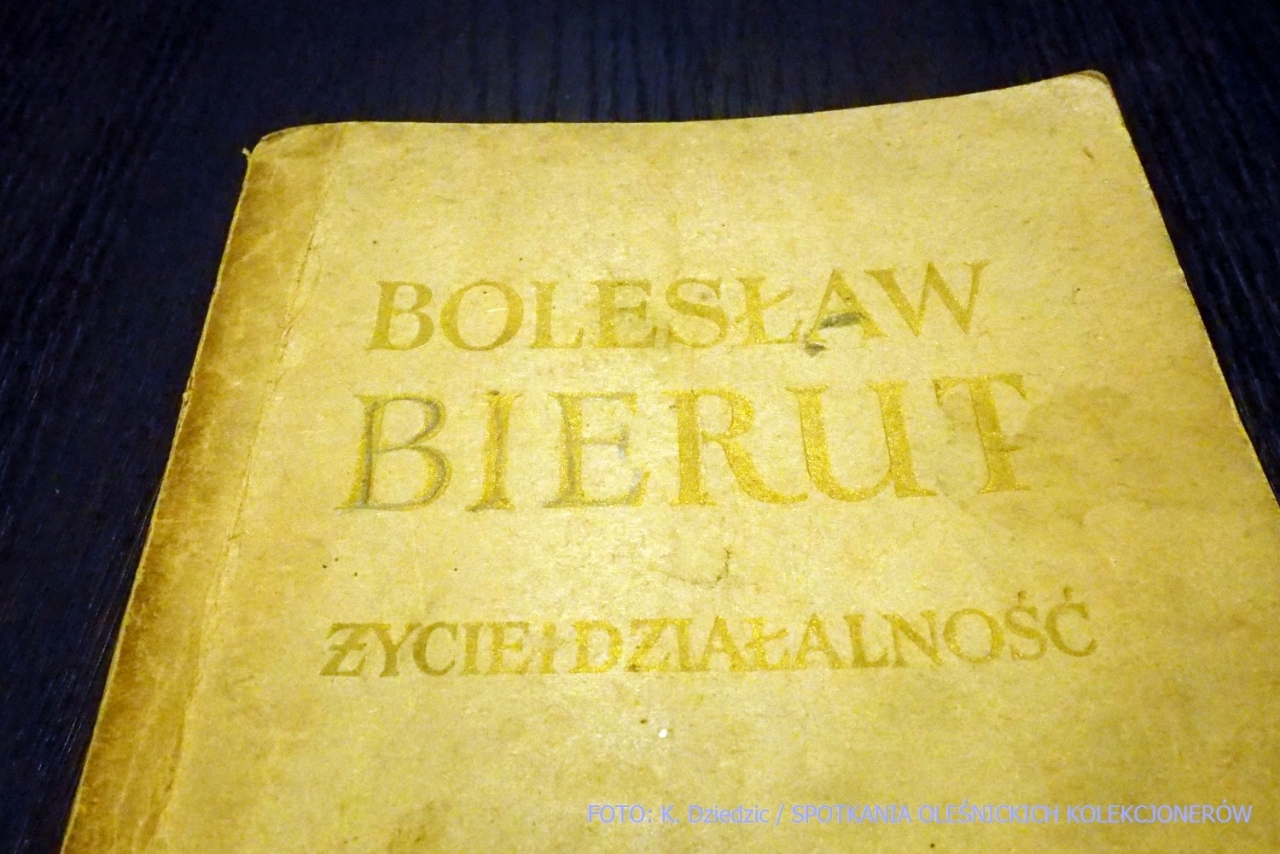 BOLESŁAW
BIERUT
ŻYCIE i DZIAŁALNOŚĆ
FOTO: K. Dziedzic / SPOTKANIA OLEŚNICKICH KOLEKCJONERÓW